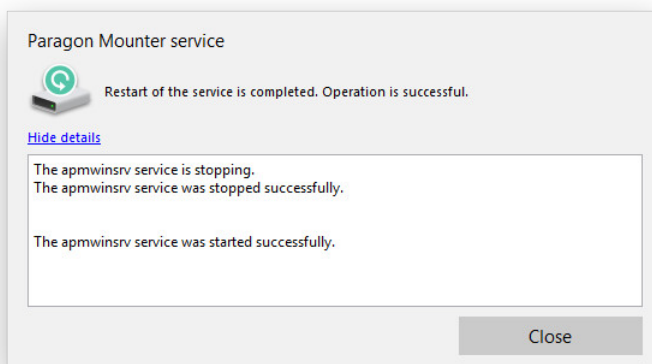 Paragon Mounter service
Restart of the service is completed. Operation is successful.
Hide details
The apmwinsrv service is stopping.
The apmwinsrv service was stopped successfully.
The apmwinsrv service was started successfully.
Close